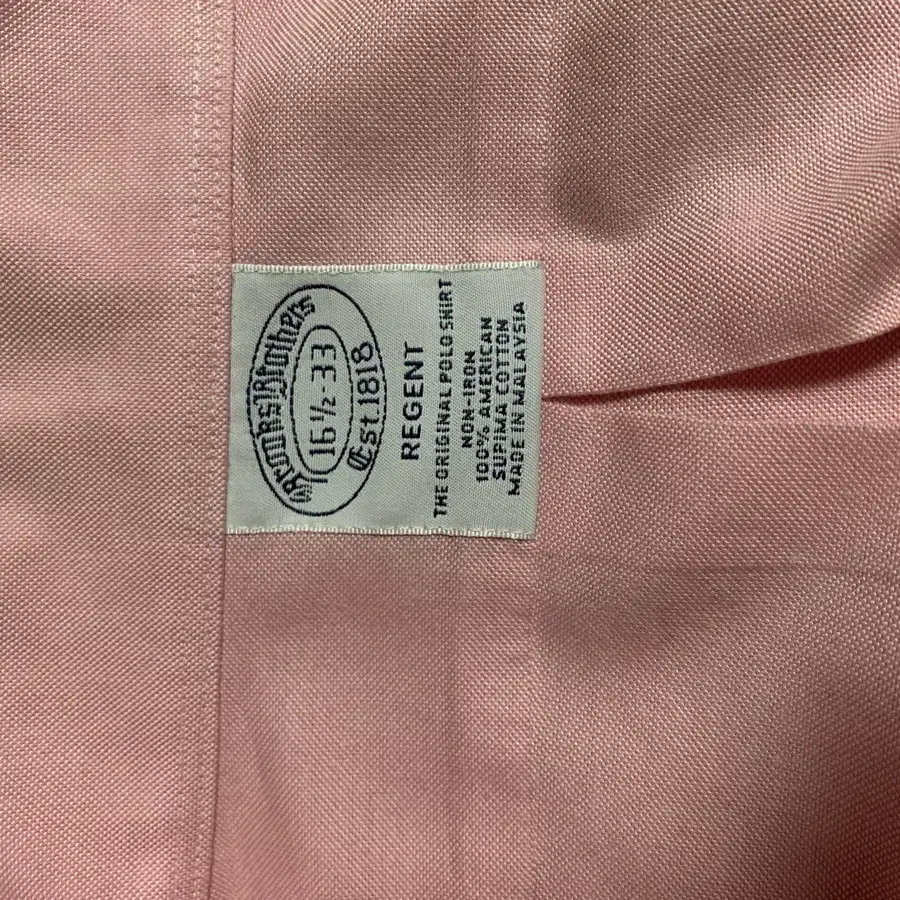 Brooks Brothers
16½-33
Est. 1818
REGENT
THE ORIGINAL POLO SHIRT
NON-IRON
100% AMERICAN
SUPIMA COTTON
MADE IN MALAYSIA